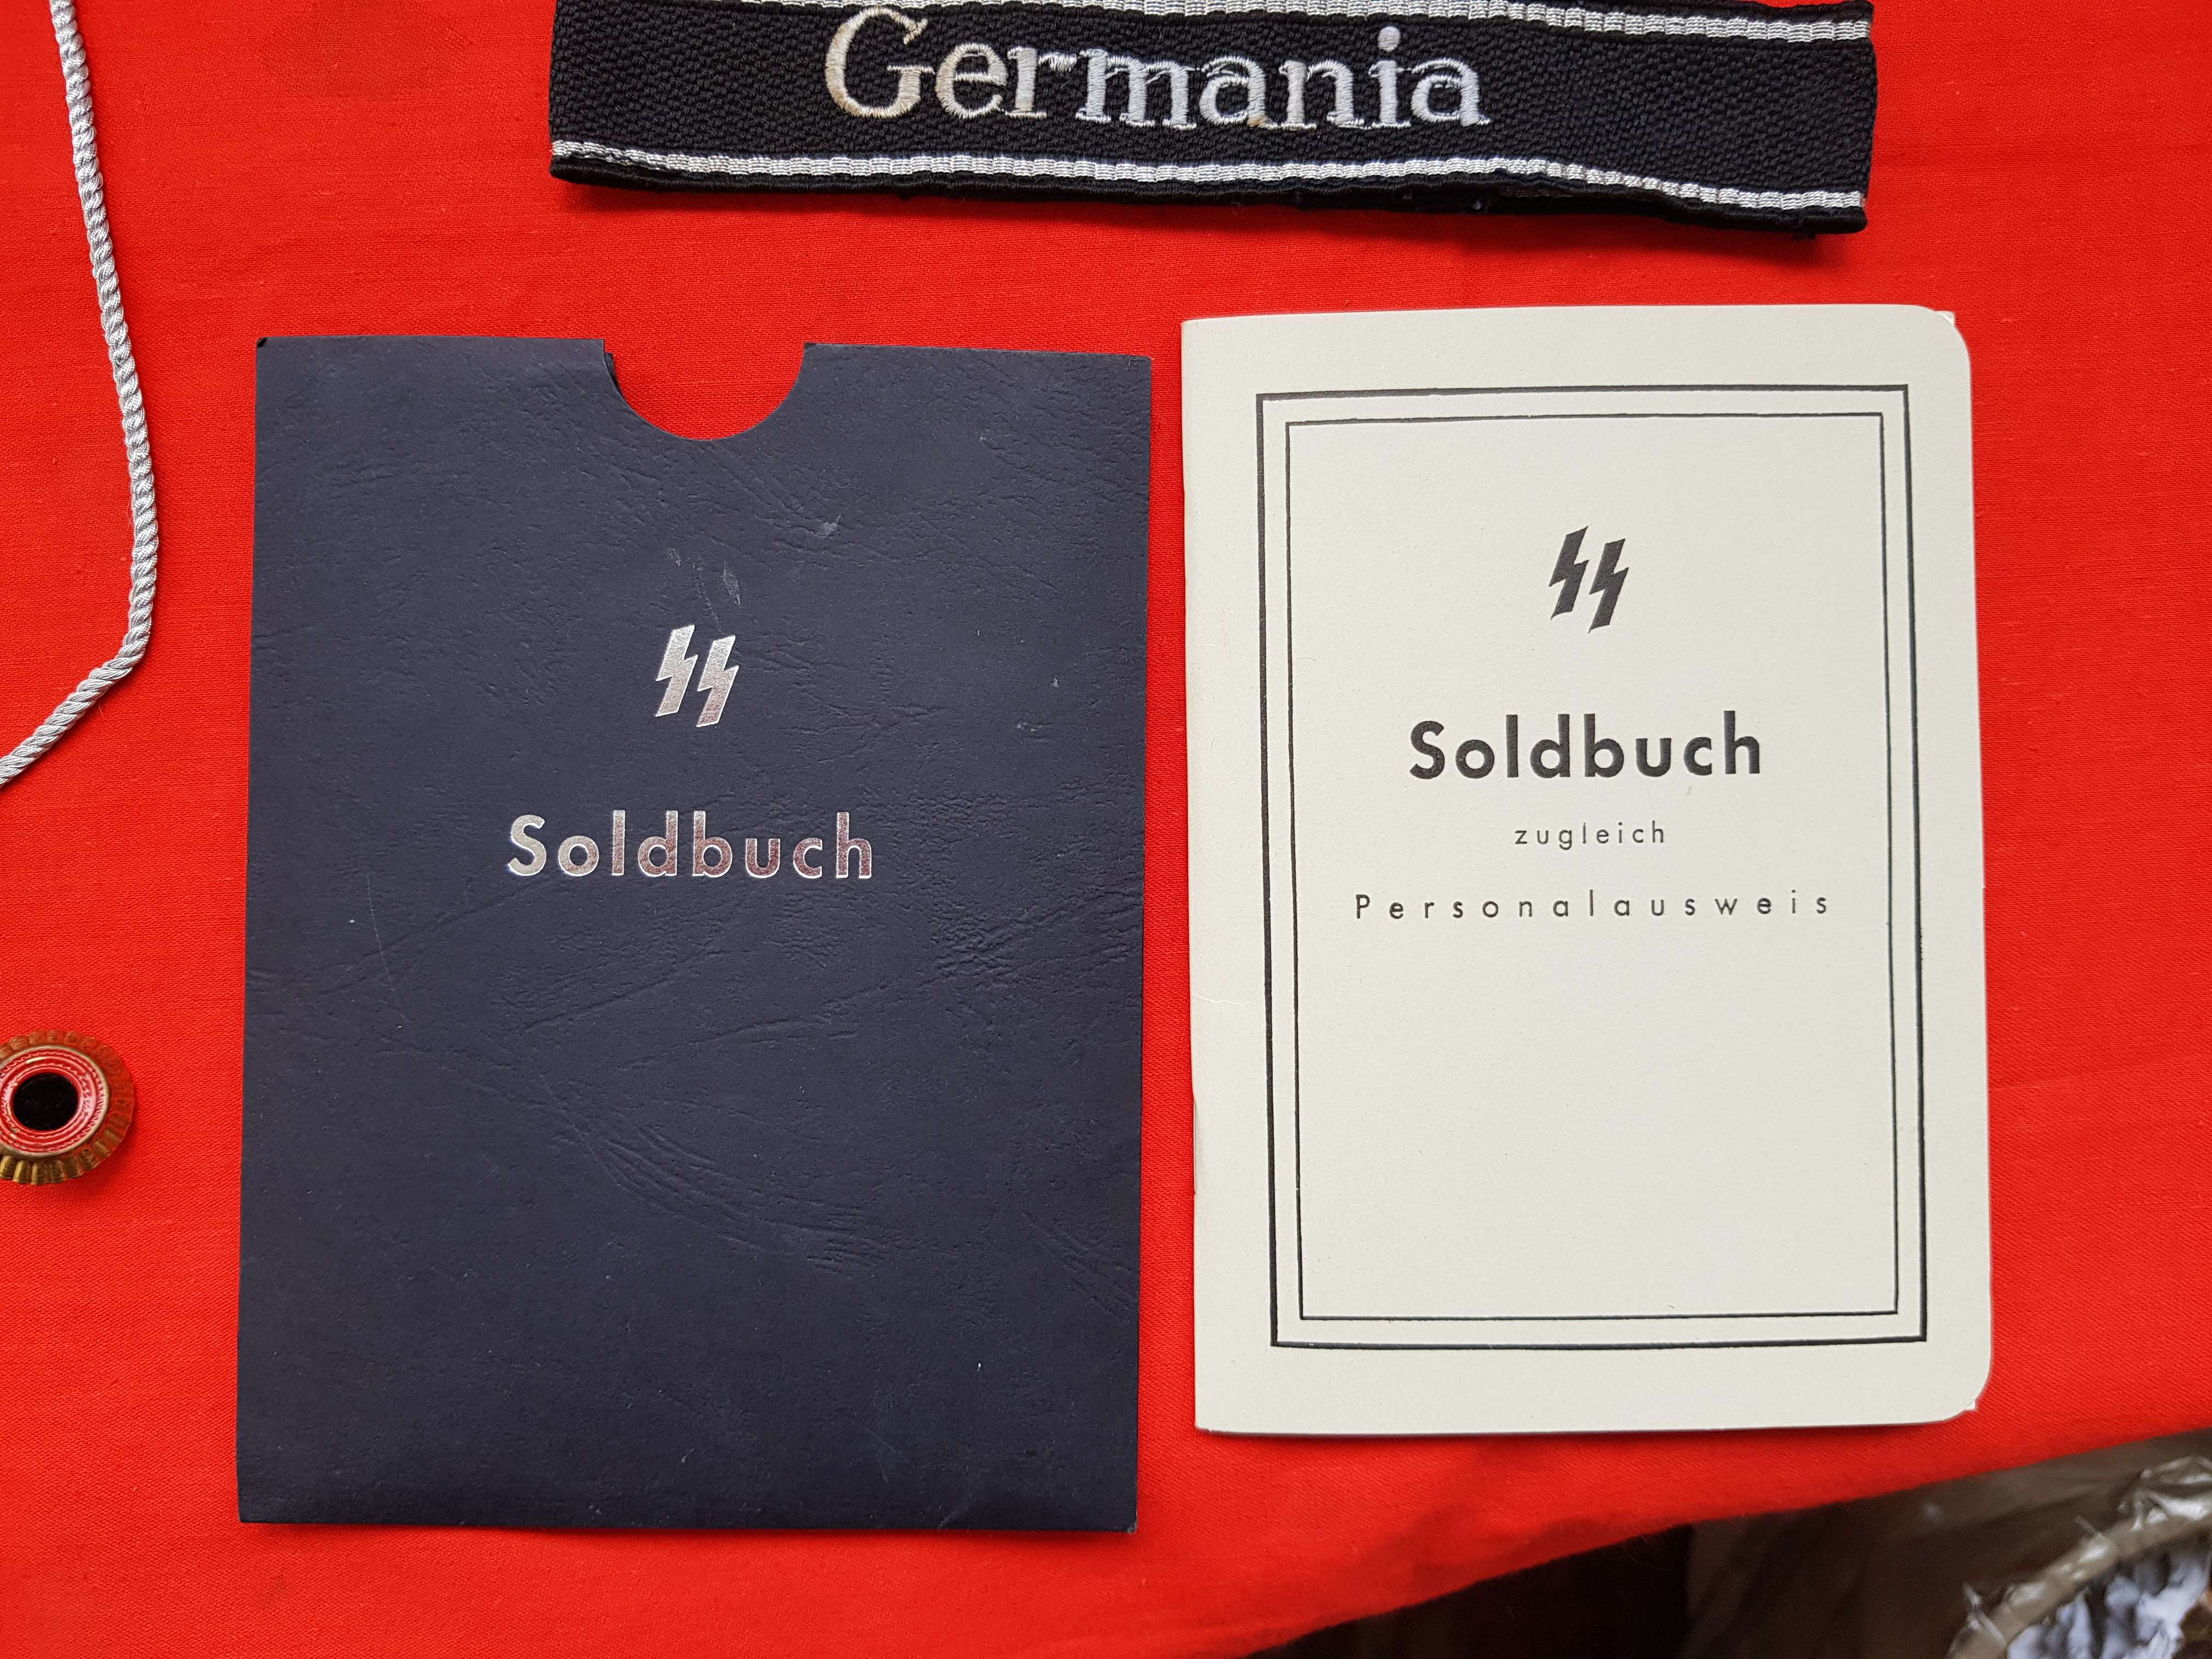 Germania
ᛋᛋ
Soldbuch
ᛋᛋ
Soldbuch
zugleich
Personalausweis